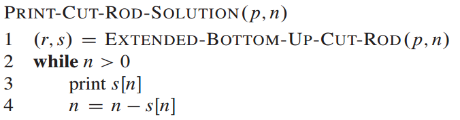 PRINT-CUT-ROD-SOLUTION(p, n)
1 (r, s) = EXTENDED-BOTTOM-UP-CUT-ROD(p, n)
2 while n > 0
3 print s[n]
4 n = n – s[n]